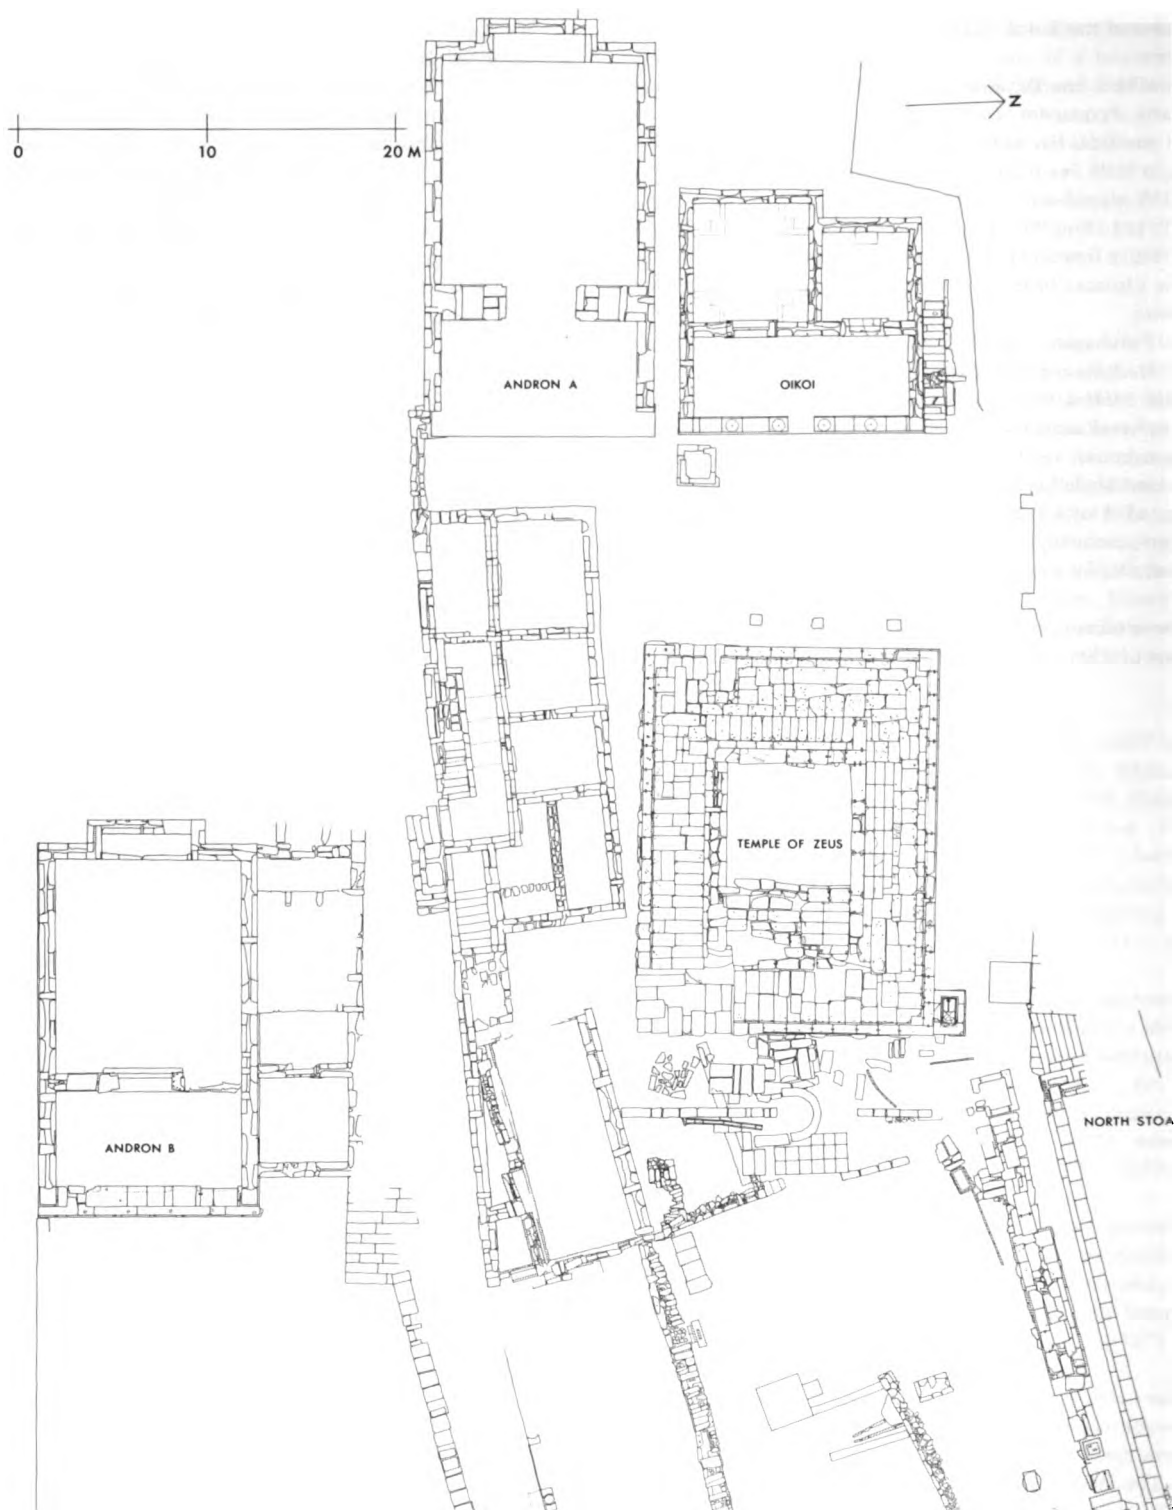 N
0 10 20 M
ANDRON A
OIKOI
TEMPLE OF ZEUS
NORTH STOA
ANDRON B